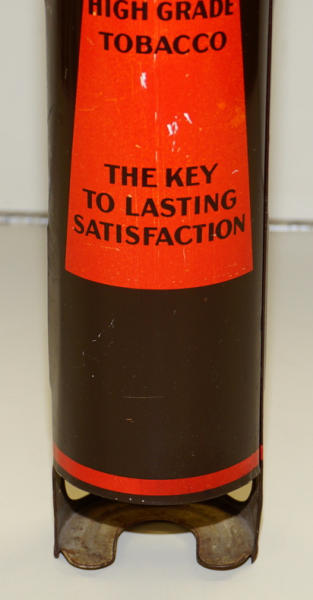 HIGH GRADE
TOBACCO
THE KEY
TO LASTING
SATISFACTION